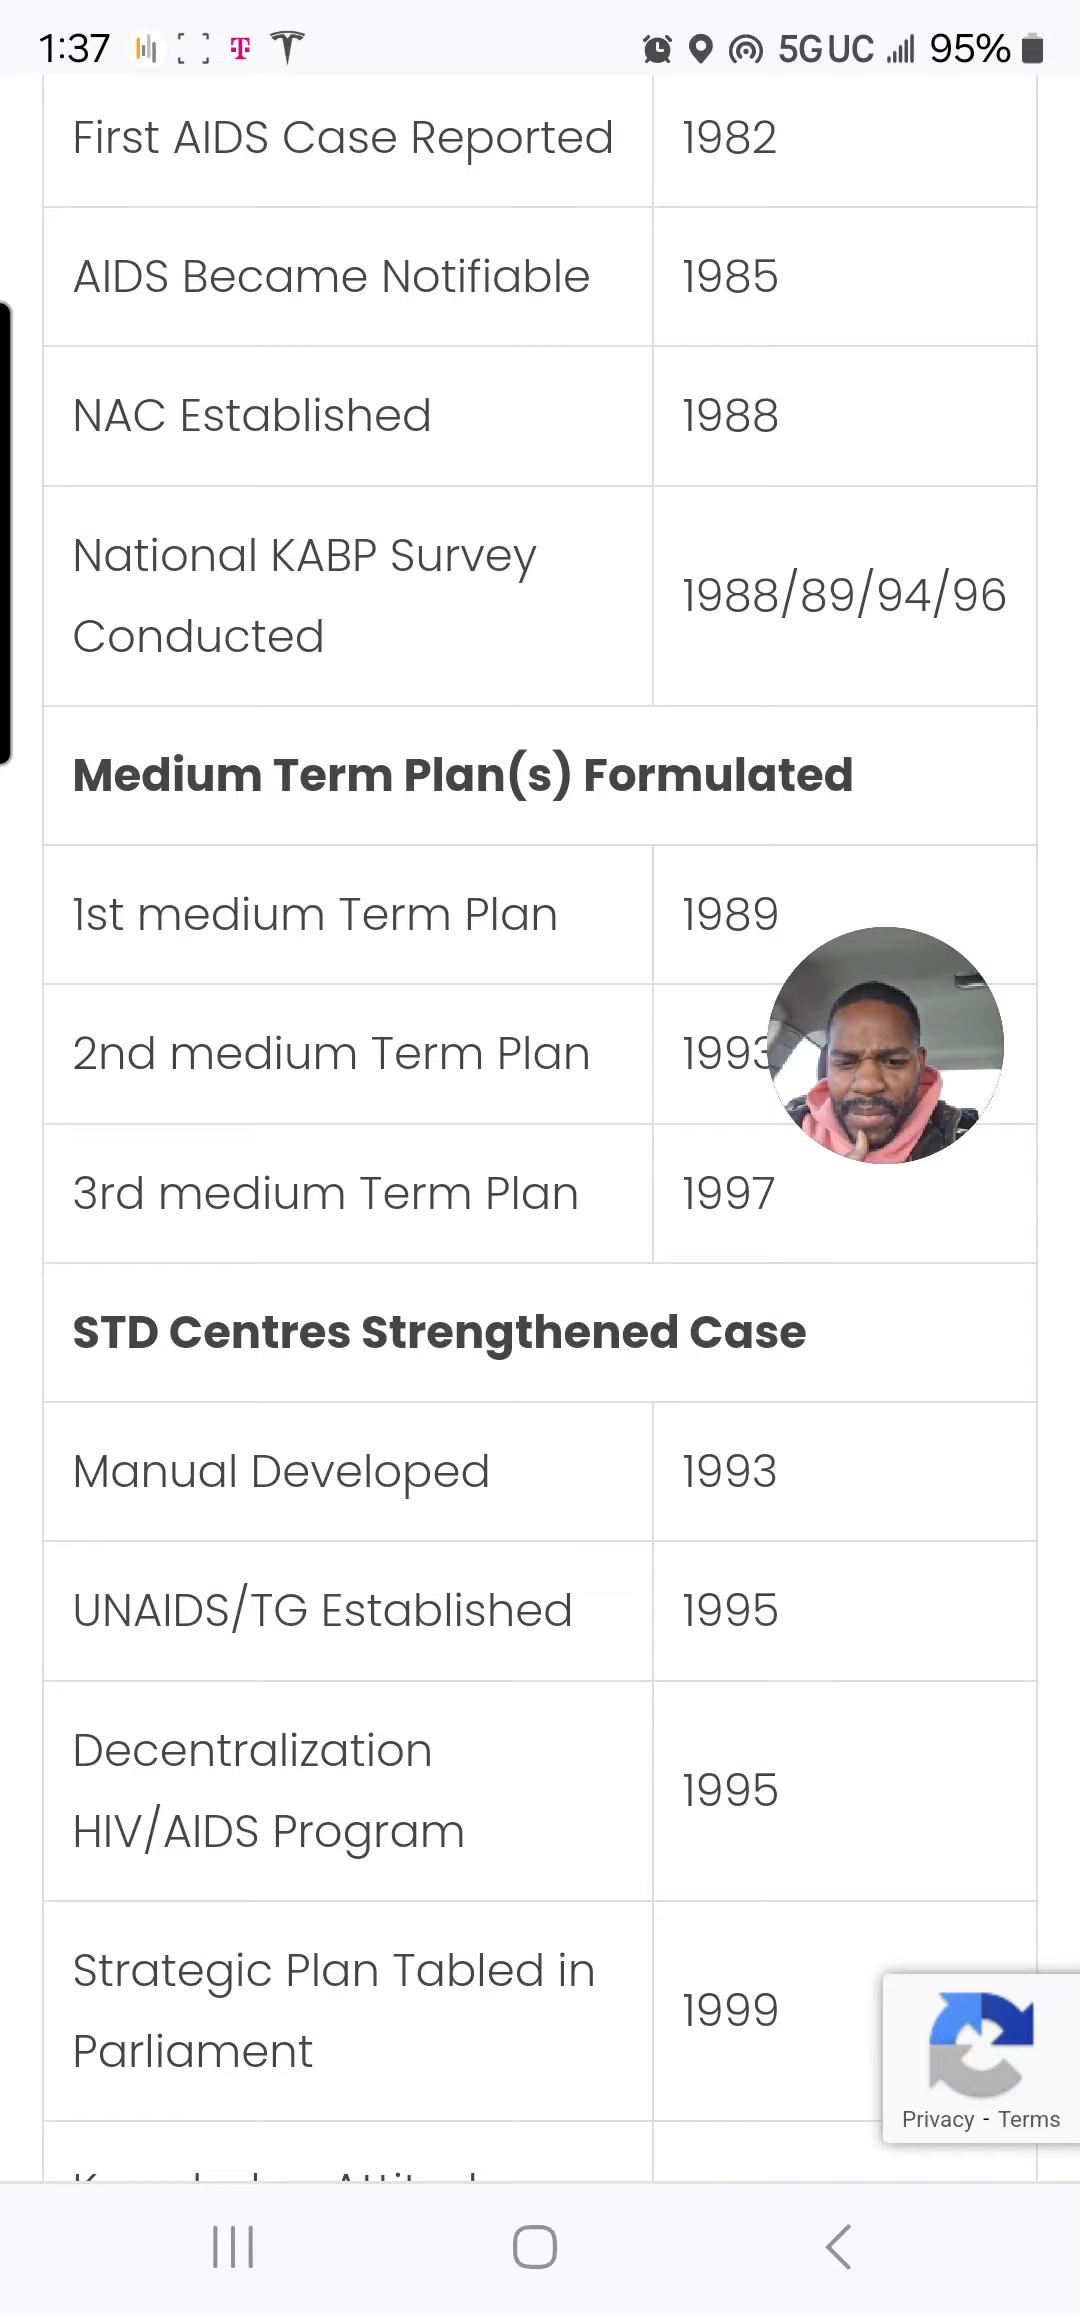 1:37
5G UC 95%
First AIDS Case Reported 1982
AIDS Became Notifiable 1985
NAC Established 1988
National KABP Survey
Conducted
1988/89/94/96
Medium Term Plan(s) Formulated
1st medium Term Plan 1989
2nd medium Term Plan 1993
3rd medium Term Plan 1997
STD Centres Strengthened Case
Manual Developed 1993
UNAIDS/TG Established 1995
Decentralization
HIV/AIDS Program
1995
Strategic Plan Tabled in
Parliament
1999
Privacy - Terms